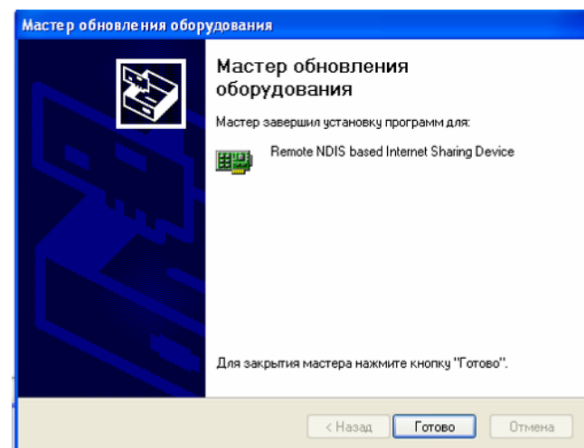 Мастер обновления оборудования
Мастер обновления
оборудования
Мастер завершил установку программ для:
Remote NDIS based Internet Sharing Device
Для закрытия мастера нажмите кнопку "Готово".
< Назад
Готово
Отмена